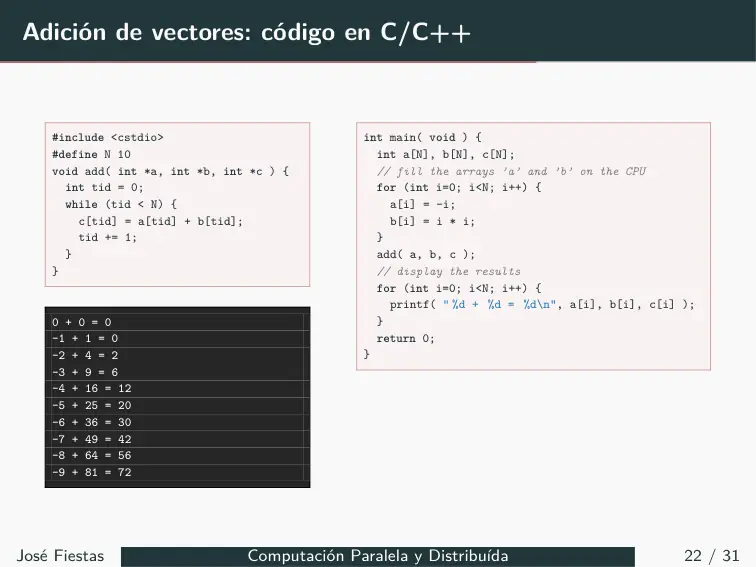 Adición de vectores: código en C/C++
#include <cstdio>
#define N 10
void add( int *a, int *b, int *c ) {
  int tid = 0;
  while (tid < N) {
    c[tid] = a[tid] + b[tid];
    tid += 1;
  }
}
0 + 0 = 0
-1 + 1 = 0
-2 + 4 = 2
-3 + 9 = 6
-4 + 16 = 12
-5 + 25 = 20
-6 + 36 = 30
-7 + 49 = 42
-8 + 64 = 56
-9 + 81 = 72
int main( void ) {
  int a[N], b[N], c[N];
  // fill the arrays 'a' and 'b' on the CPU
  for (int i=0; i<N; i++) {
    a[i] = -i;
    b[i] = i * i;
  }
  add( a, b, c );
  // display the results
  for (int i=0; i<N; i++) {
    printf( "%d + %d = %d\n", a[i], b[i], c[i] );
  }
  return 0;
}
José Fiestas
Computación Paralela y Distribuída
22 / 31